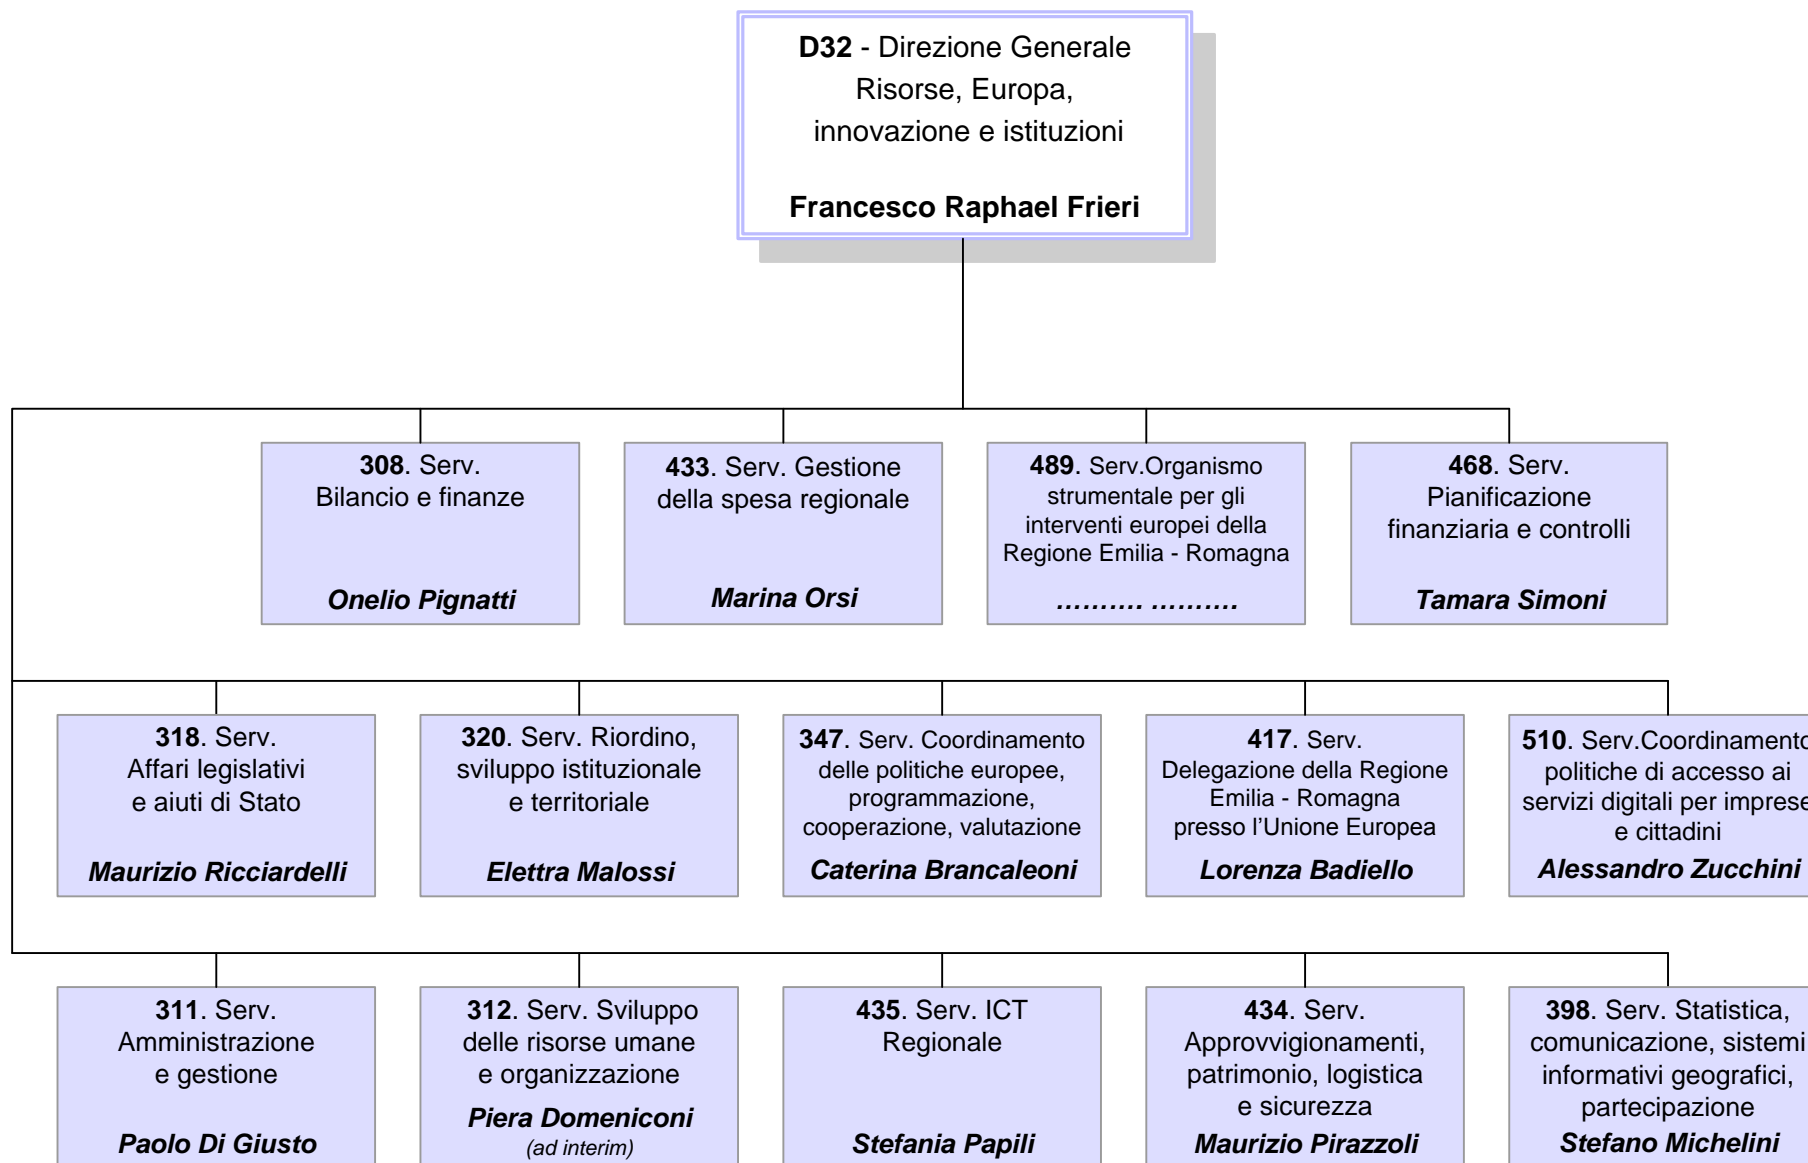 D32 - Direzione Generale
Risorse, Europa,
innovazione e istituzioni
Francesco Raphael Frieri
308. Serv.
Bilancio e finanze
Onelio Pignatti
433. Serv. Gestione
della spesa regionale
Marina Orsi
489. Serv.Organismo
strumentale per gli
interventi europei della
Regione Emilia - Romagna
………. ……….
468. Serv.
Pianificazione
finanziaria e controlli
Tamara Simoni
318. Serv.
Affari legislativi
e aiuti di Stato
Maurizio Ricciardelli
320. Serv. Riordino,
sviluppo istituzionale
e territoriale
Elettra Malossi
347. Serv. Coordinamento
delle politiche europee,
programmazione,
cooperazione, valutazione
Caterina Brancaleoni
417. Serv.
Delegazione della Regione
Emilia - Romagna
presso l’Unione Europea
Lorenza Badiello
510. Serv.Coordinamento
politiche di accesso ai
servizi digitali per imprese
e cittadini
Alessandro Zucchini
311. Serv.
Amministrazione
e gestione
Paolo Di Giusto
312. Serv. Sviluppo
delle risorse umane
e organizzazione
Piera Domeniconi
(ad interim)
435. Serv. ICT
Regionale
Stefania Papili
434. Serv.
Approvvigionamenti,
patrimonio, logistica
e sicurezza
Maurizio Pirazzoli
398. Serv. Statistica,
comunicazione, sistemi
informativi geografici,
partecipazione
Stefano Michelini